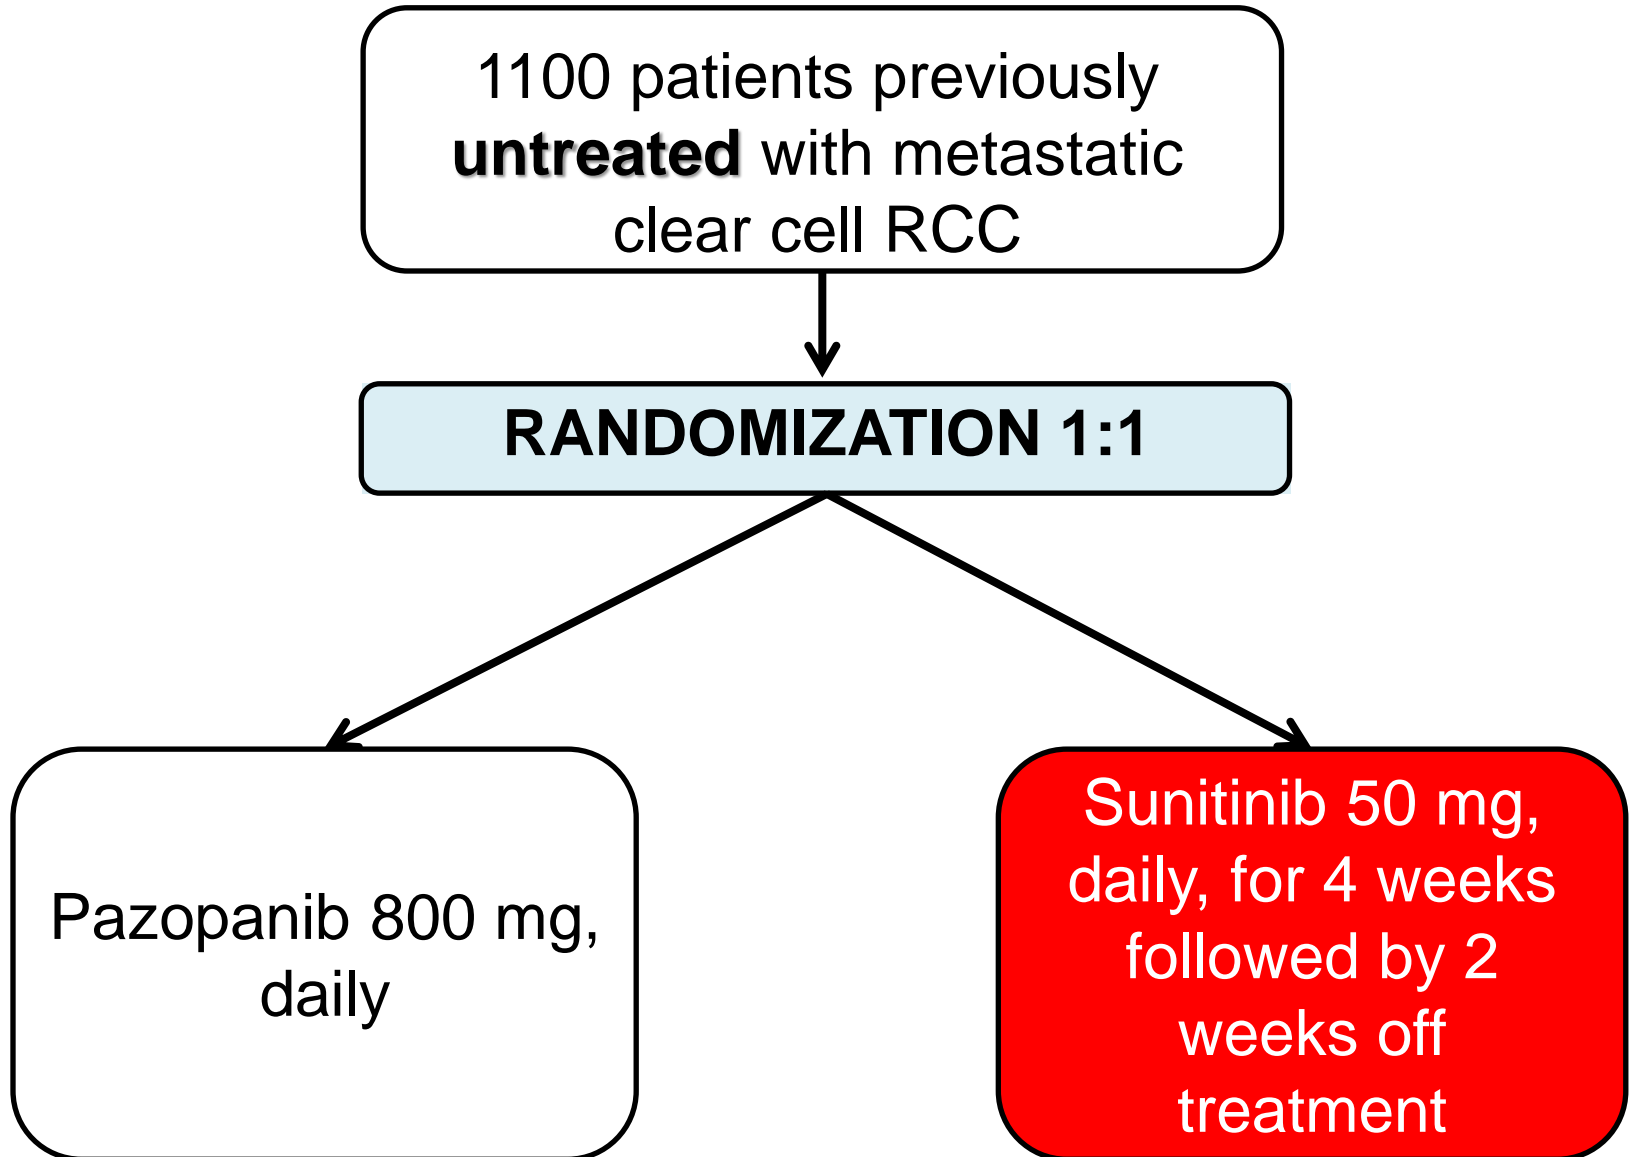 1100 patients previously
untreated with metastatic
clear cell RCC
RANDOMIZATION 1:1
Pazopanib 800 mg,
daily
Sunitinib 50 mg,
daily, for 4 weeks
followed by 2
weeks off
treatment